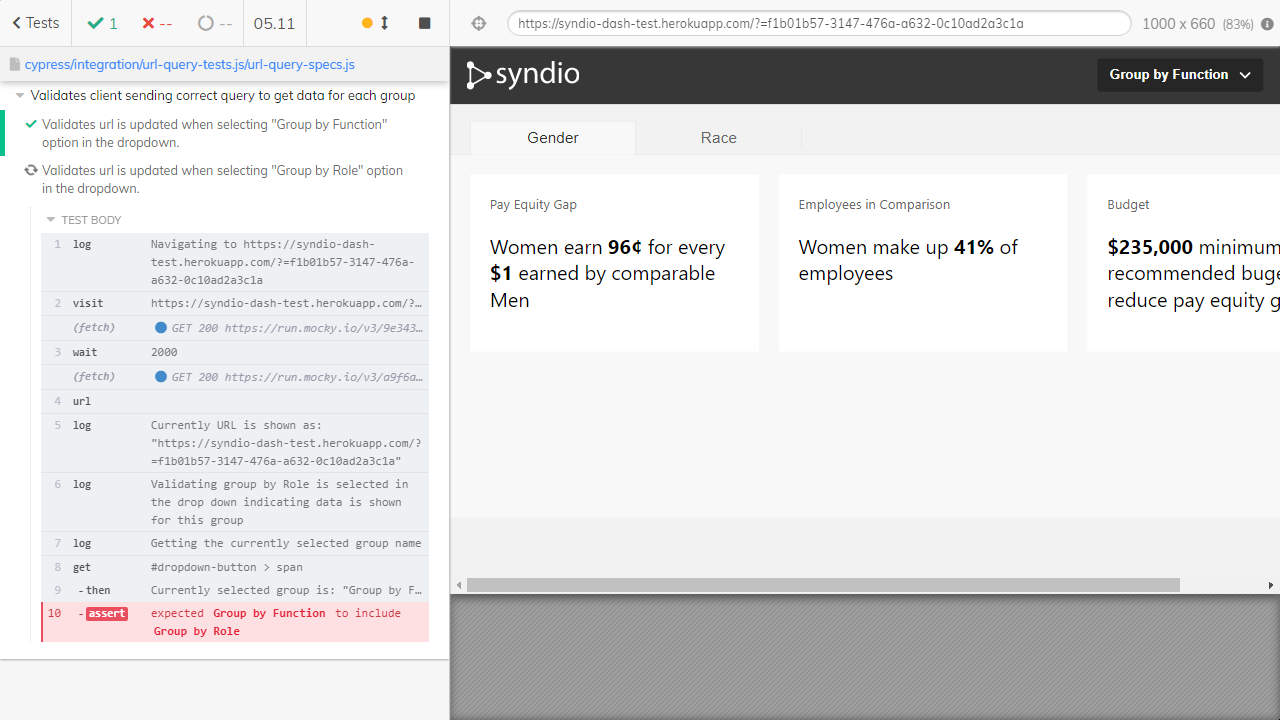 Tests
1
--
--
05.11
https://syndio-dash-test.herokuapp.com/?=f1b01b57-3147-476a-a632-0c10ad2a3c1a
1000 x 660 (83%)
cypress/integration/url-query-tests.js/url-query-specs.js
Validates client sending correct query to get data for each group
Validates url is updated when selecting "Group by Function"
option in the dropdown.
Validates url is updated when selecting "Group by Role" option
in the dropdown.
TEST BODY
1 log Navigating to https://syndio-dash-
test.herokuapp.com/?=f1b01b57-3147-476a-
a632-0c10ad2a3c1a
2 visit https://syndio-dash-test.herokuapp.com/?…
(fetch) GET 200 https://run.mocky.io/v3/9e343…
3 wait 2000
(fetch) GET 200 https://run.mocky.io/v3/a9f6a…
4 url
5 log Currently URL is shown as:
"https://syndio-dash-test.herokuapp.com/?
=f1b01b57-3147-476a-a632-0c10ad2a3c1a"
6 log Validating group by Role is selected in
the drop down indicating data is shown
for this group
7 log Getting the currently selected group name
8 get #dropdown-button > span
9 -then Currently selected group is: "Group by F…
10 -assert expected Group by Function to include
Group by Role
syndio
Group by Function
Gender
Race
Pay Equity Gap
Women earn 96¢ for every
$1 earned by comparable
Men
Employees in Comparison
Women make up 41% of
employees
Budget
$235,000 minimum
recommended buge
reduce pay equity g